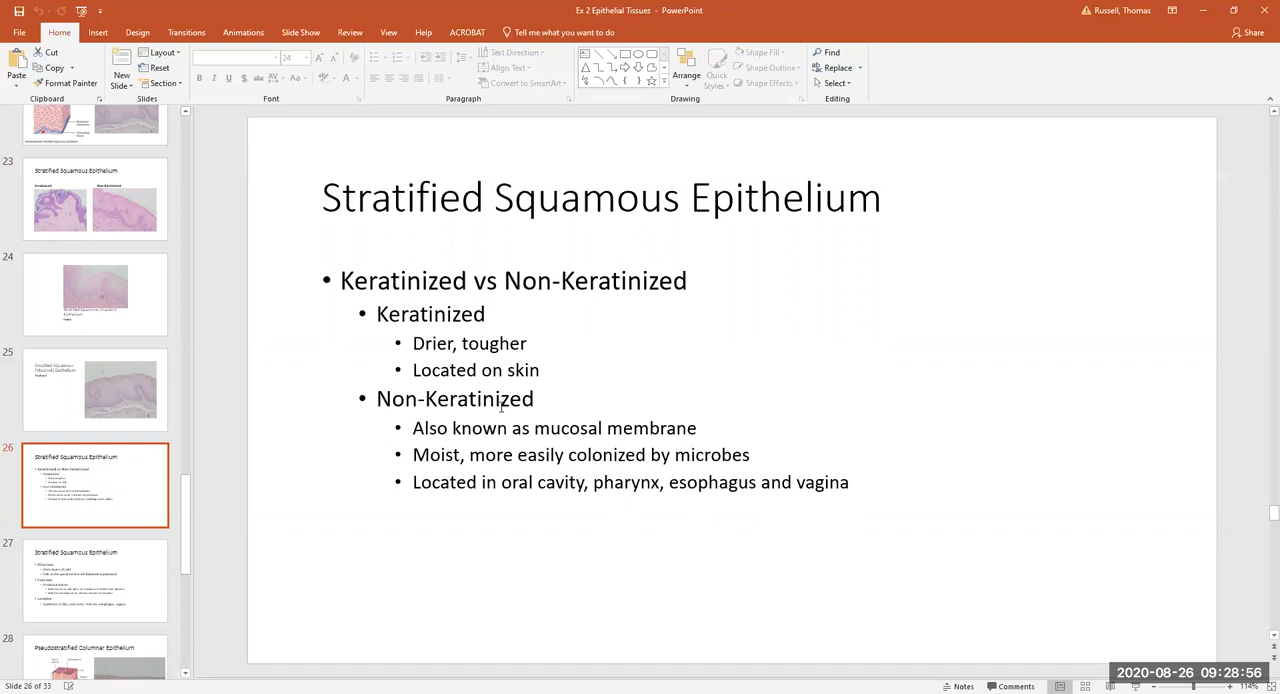 Ex 2 Epithelial Tissues - PowerPoint
Russell, Thomas
File Home Insert Design Transitions Animations Slide Show Review View Help ACROBAT Tell me what you want to do
Share
Paste
Cut
Copy
Format Painter
Clipboard
New Slide
Layout
Reset
Section
Slides
24
Font
Text Direction
Align Text
Convert to SmartArt
Paragraph
Arrange
Quick Styles
Shape Fill
Shape Outline
Shape Effects
Drawing
Find
Replace
Select
Editing
23
Stratified Squamous Epithelium
24
25
26
Stratified Squamous Epithelium
27
Stratified Squamous Epithelium
28
Pseudostratified Columnar Epithelium
Stratified Squamous Epithelium
• Keratinized vs Non-Keratinized
• Keratinized
• Drier, tougher
• Located on skin
• Non-Keratinized
• Also known as mucosal membrane
• Moist, more easily colonized by microbes
• Located in oral cavity, pharynx, esophagus and vagina
2020-08-26 09:28:56
Slide 26 of 33
Notes
Comments
114%